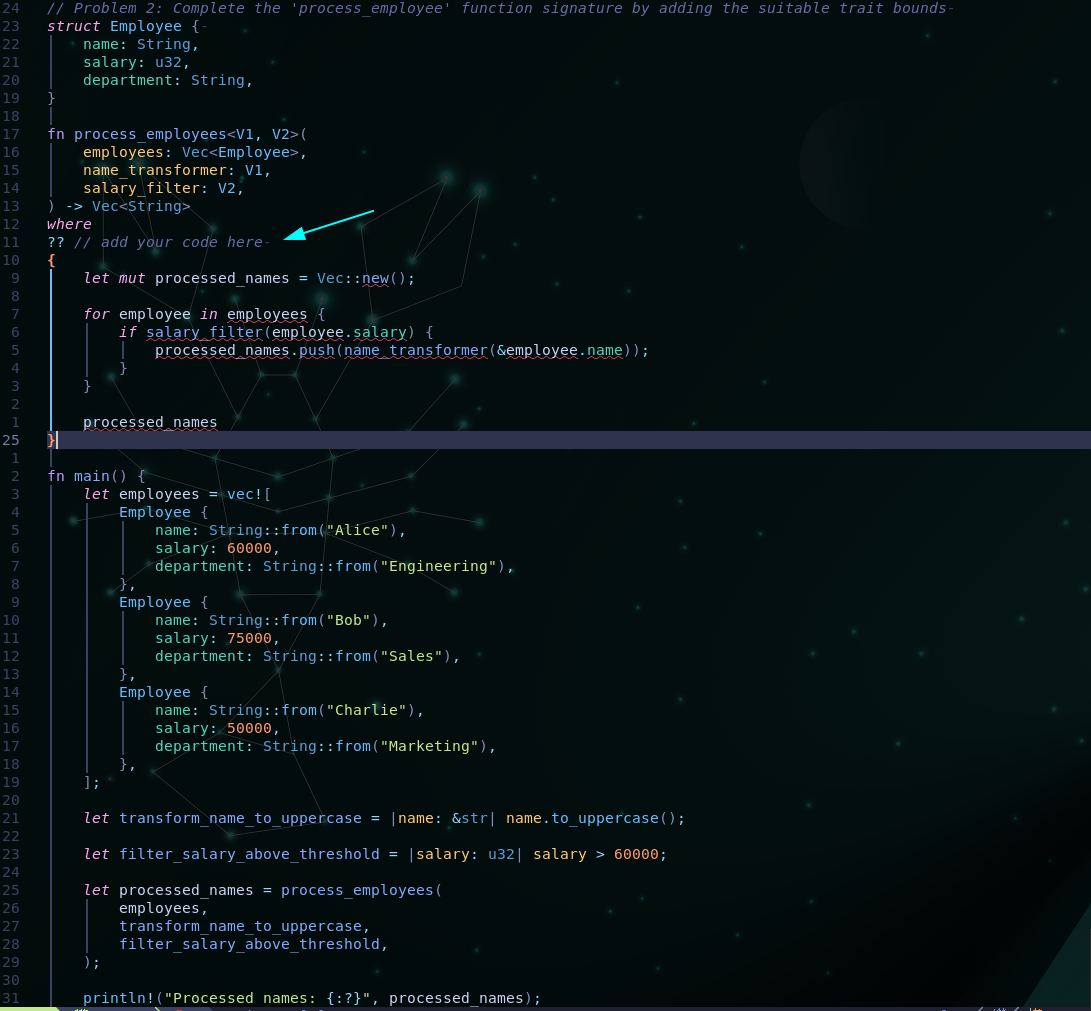 24 // Problem 2: Complete the 'process_employee' function signature by adding the suitable trait bounds-
23 struct Employee {-
22     name: String,
21     salary: u32,
20     department: String,
19 }
18
17 fn process_employees<V1, V2>(
16     employees: Vec<Employee>,
15     name_transformer: V1,
14     salary_filter: V2,
13 ) -> Vec<String>
12 where
11 ?? // add your code here-
10 {
9     let mut processed_names = Vec::new();
8
7     for employee in employees {
6         if salary_filter(employee.salary) {
5             processed_names.push(name_transformer(&employee.name));
4         }
3     }
2
1     processed_names
25 }
1
2 fn main() {
3     let employees = vec![
4         Employee {
5             name: String::from("Alice"),
6             salary: 60000,
7             department: String::from("Engineering"),
8         },
9         Employee {
10             name: String::from("Bob"),
11             salary: 75000,
12             department: String::from("Sales"),
13         },
14         Employee {
15             name: String::from("Charlie"),
16             salary: 50000,
17             department: String::from("Marketing"),
18         },
19     ];
20
21     let transform_name_to_uppercase = |name: &str| name.to_uppercase();
22
23     let filter_salary_above_threshold = |salary: u32| salary > 60000;
24
25     let processed_names = process_employees(
26         employees,
27         transform_name_to_uppercase,
28         filter_salary_above_threshold,
29     );
30
31     println!("Processed names: {:?}", processed_names);